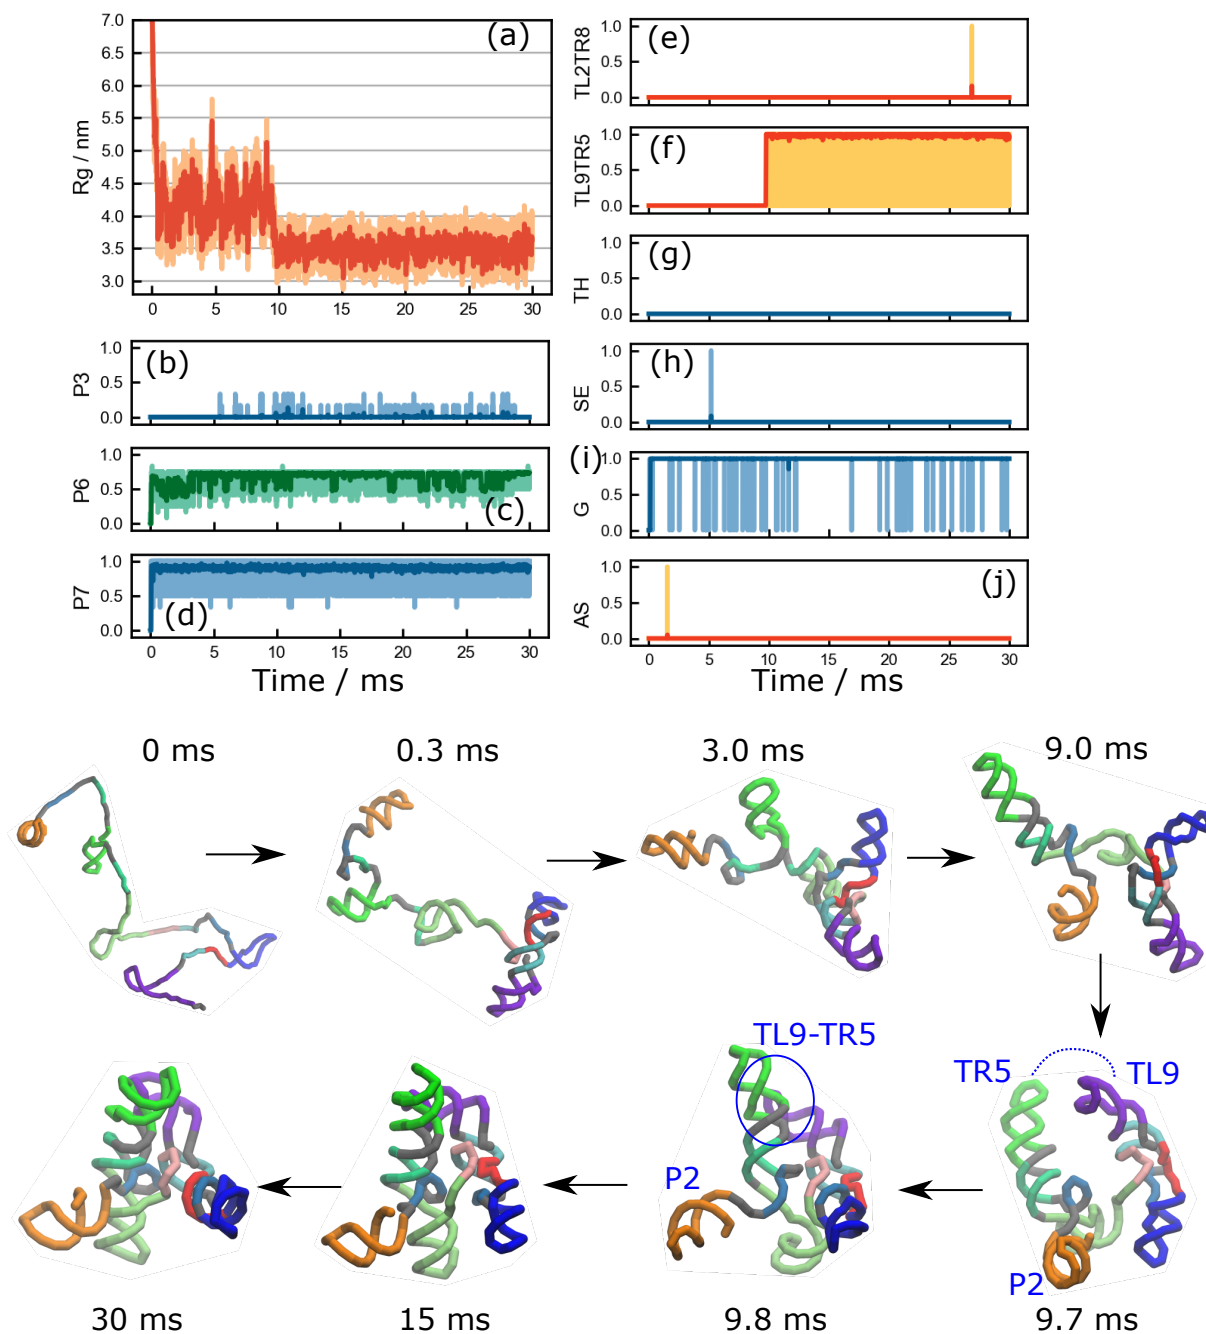 (a)
Rg / nm
7.0
6.5
6.0
5.5
5.0
4.5
4.0
3.5
3.0
0 5 10 15 20 25 30
(b)
P3
1.0
0.5
0.0
P6
1.0
0.5
0.0
(c)
P7
1.0
0.5
0.0
(d)
0 5 10 15 20 25 30
Time / ms
(e)
TL2TR8
1.0
0.5
0.0
(f)
TL9TR5
1.0
0.5
0.0
(g)
TH
1.0
0.5
0.0
(h)
SE
1.0
0.5
0.0
(i)
G
1.0
0.5
0.0
(j)
AS
1.0
0.5
0.0
0 5 10 15 20 25 30
Time / ms
0 ms
0.3 ms
3.0 ms
9.0 ms
TL9-TR5
TR5
TL9
P2
P2
30 ms
15 ms
9.8 ms
9.7 ms